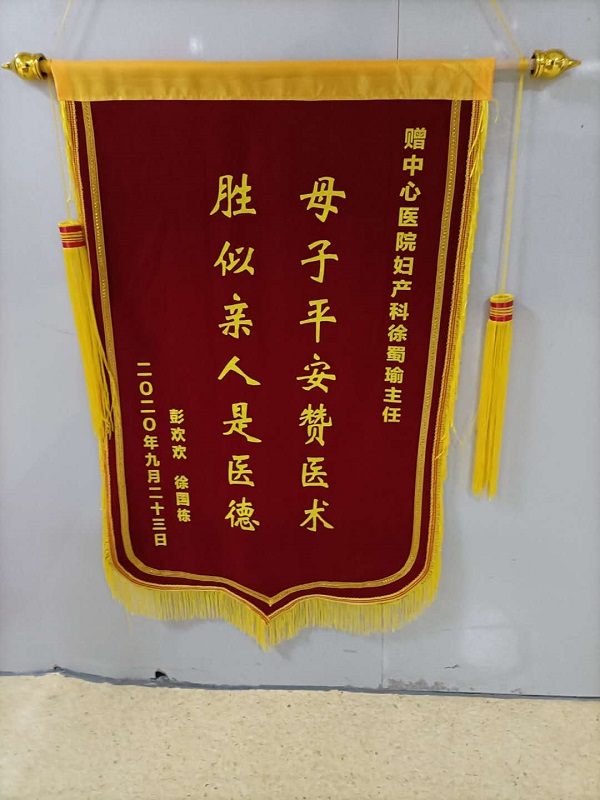 赠中心医院妇产科徐蜀瑜主任
母子平安赞医术
胜似亲人是医德
彭欢欢 徐国栋
二〇二〇年九月二十三日